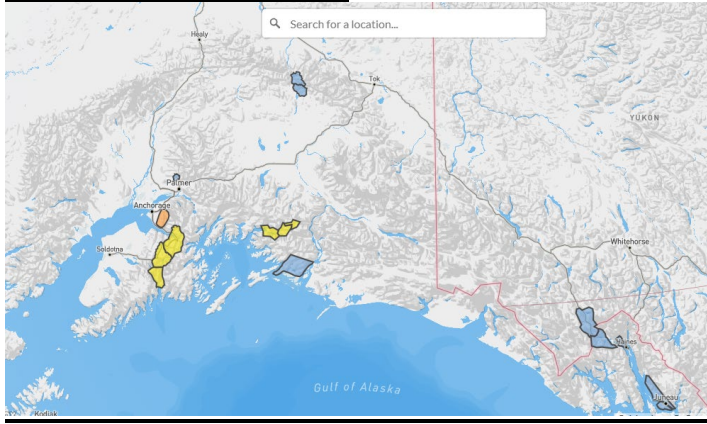 Search for a location...
Healy
Tok
YUKON
Palmer
Anchorage
Soldotna
Whitehorse
Haines
Gulf of Alaska
Juneau
Kodiak